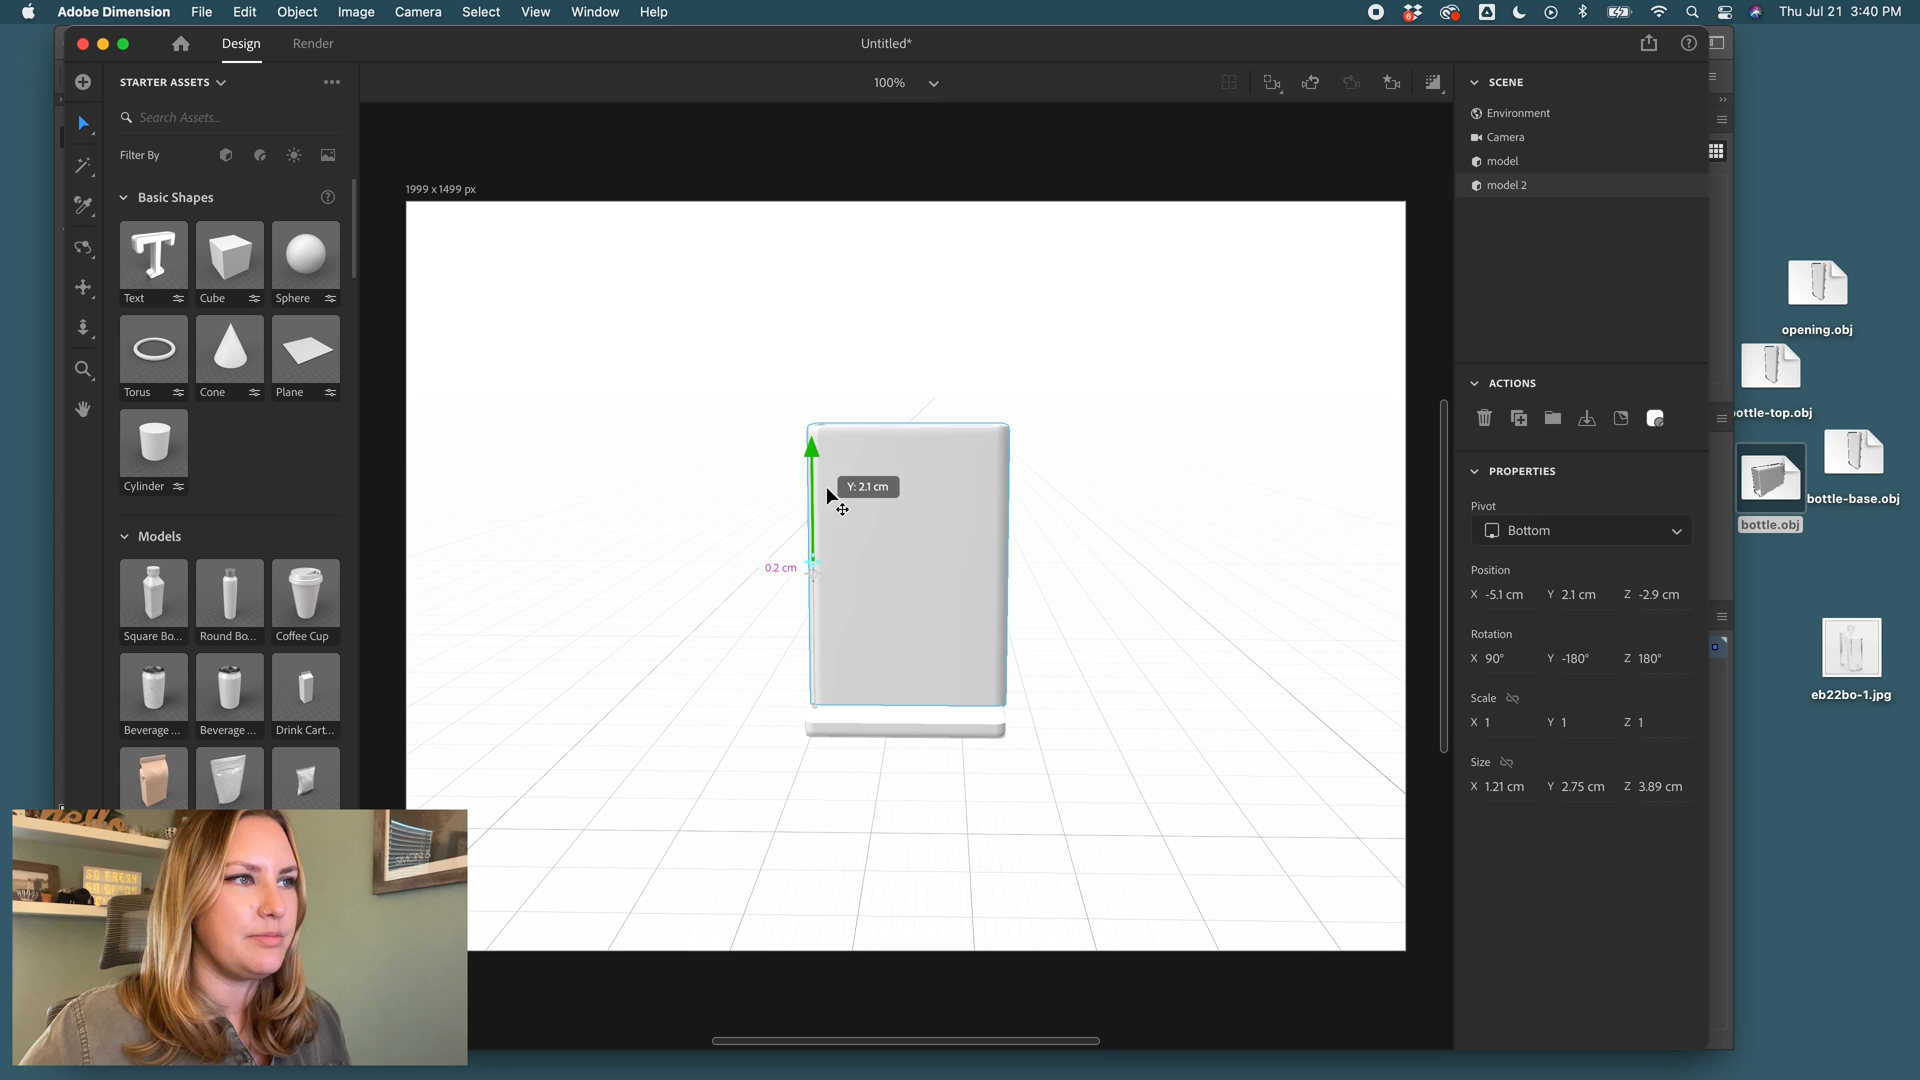 Adobe Dimension File Edit Object Image Camera Select View Window Help
6
Thu Jul 21 3:40 PM
Design Render
Untitled*
STARTER ASSETS
100%
Search Assets...
Filter By
Basic Shapes
Text Cube Sphere
Torus Cone Plane
Cylinder
Models
Square Bo... Round Bo... Coffee Cup
Beverage ... Beverage ... Drink Cart...
1999 x 1499 px
Y: 2.1 cm
0.2 cm
SCENE
Environment
Camera
model
model 2
ACTIONS
PROPERTIES
Pivot
Bottom
Position
X -5.1 cm Y 2.1 cm Z -2.9 cm
Rotation
X 90° Y -180° Z 180°
Scale
X 1 Y 1 Z 1
Size
X 1.21 cm Y 2.75 cm Z 3.89 cm
opening.obj
ottle-top.obj
bottle-base.obj
bottle.obj
eb22bo-1.jpg
hello
SO FRESH